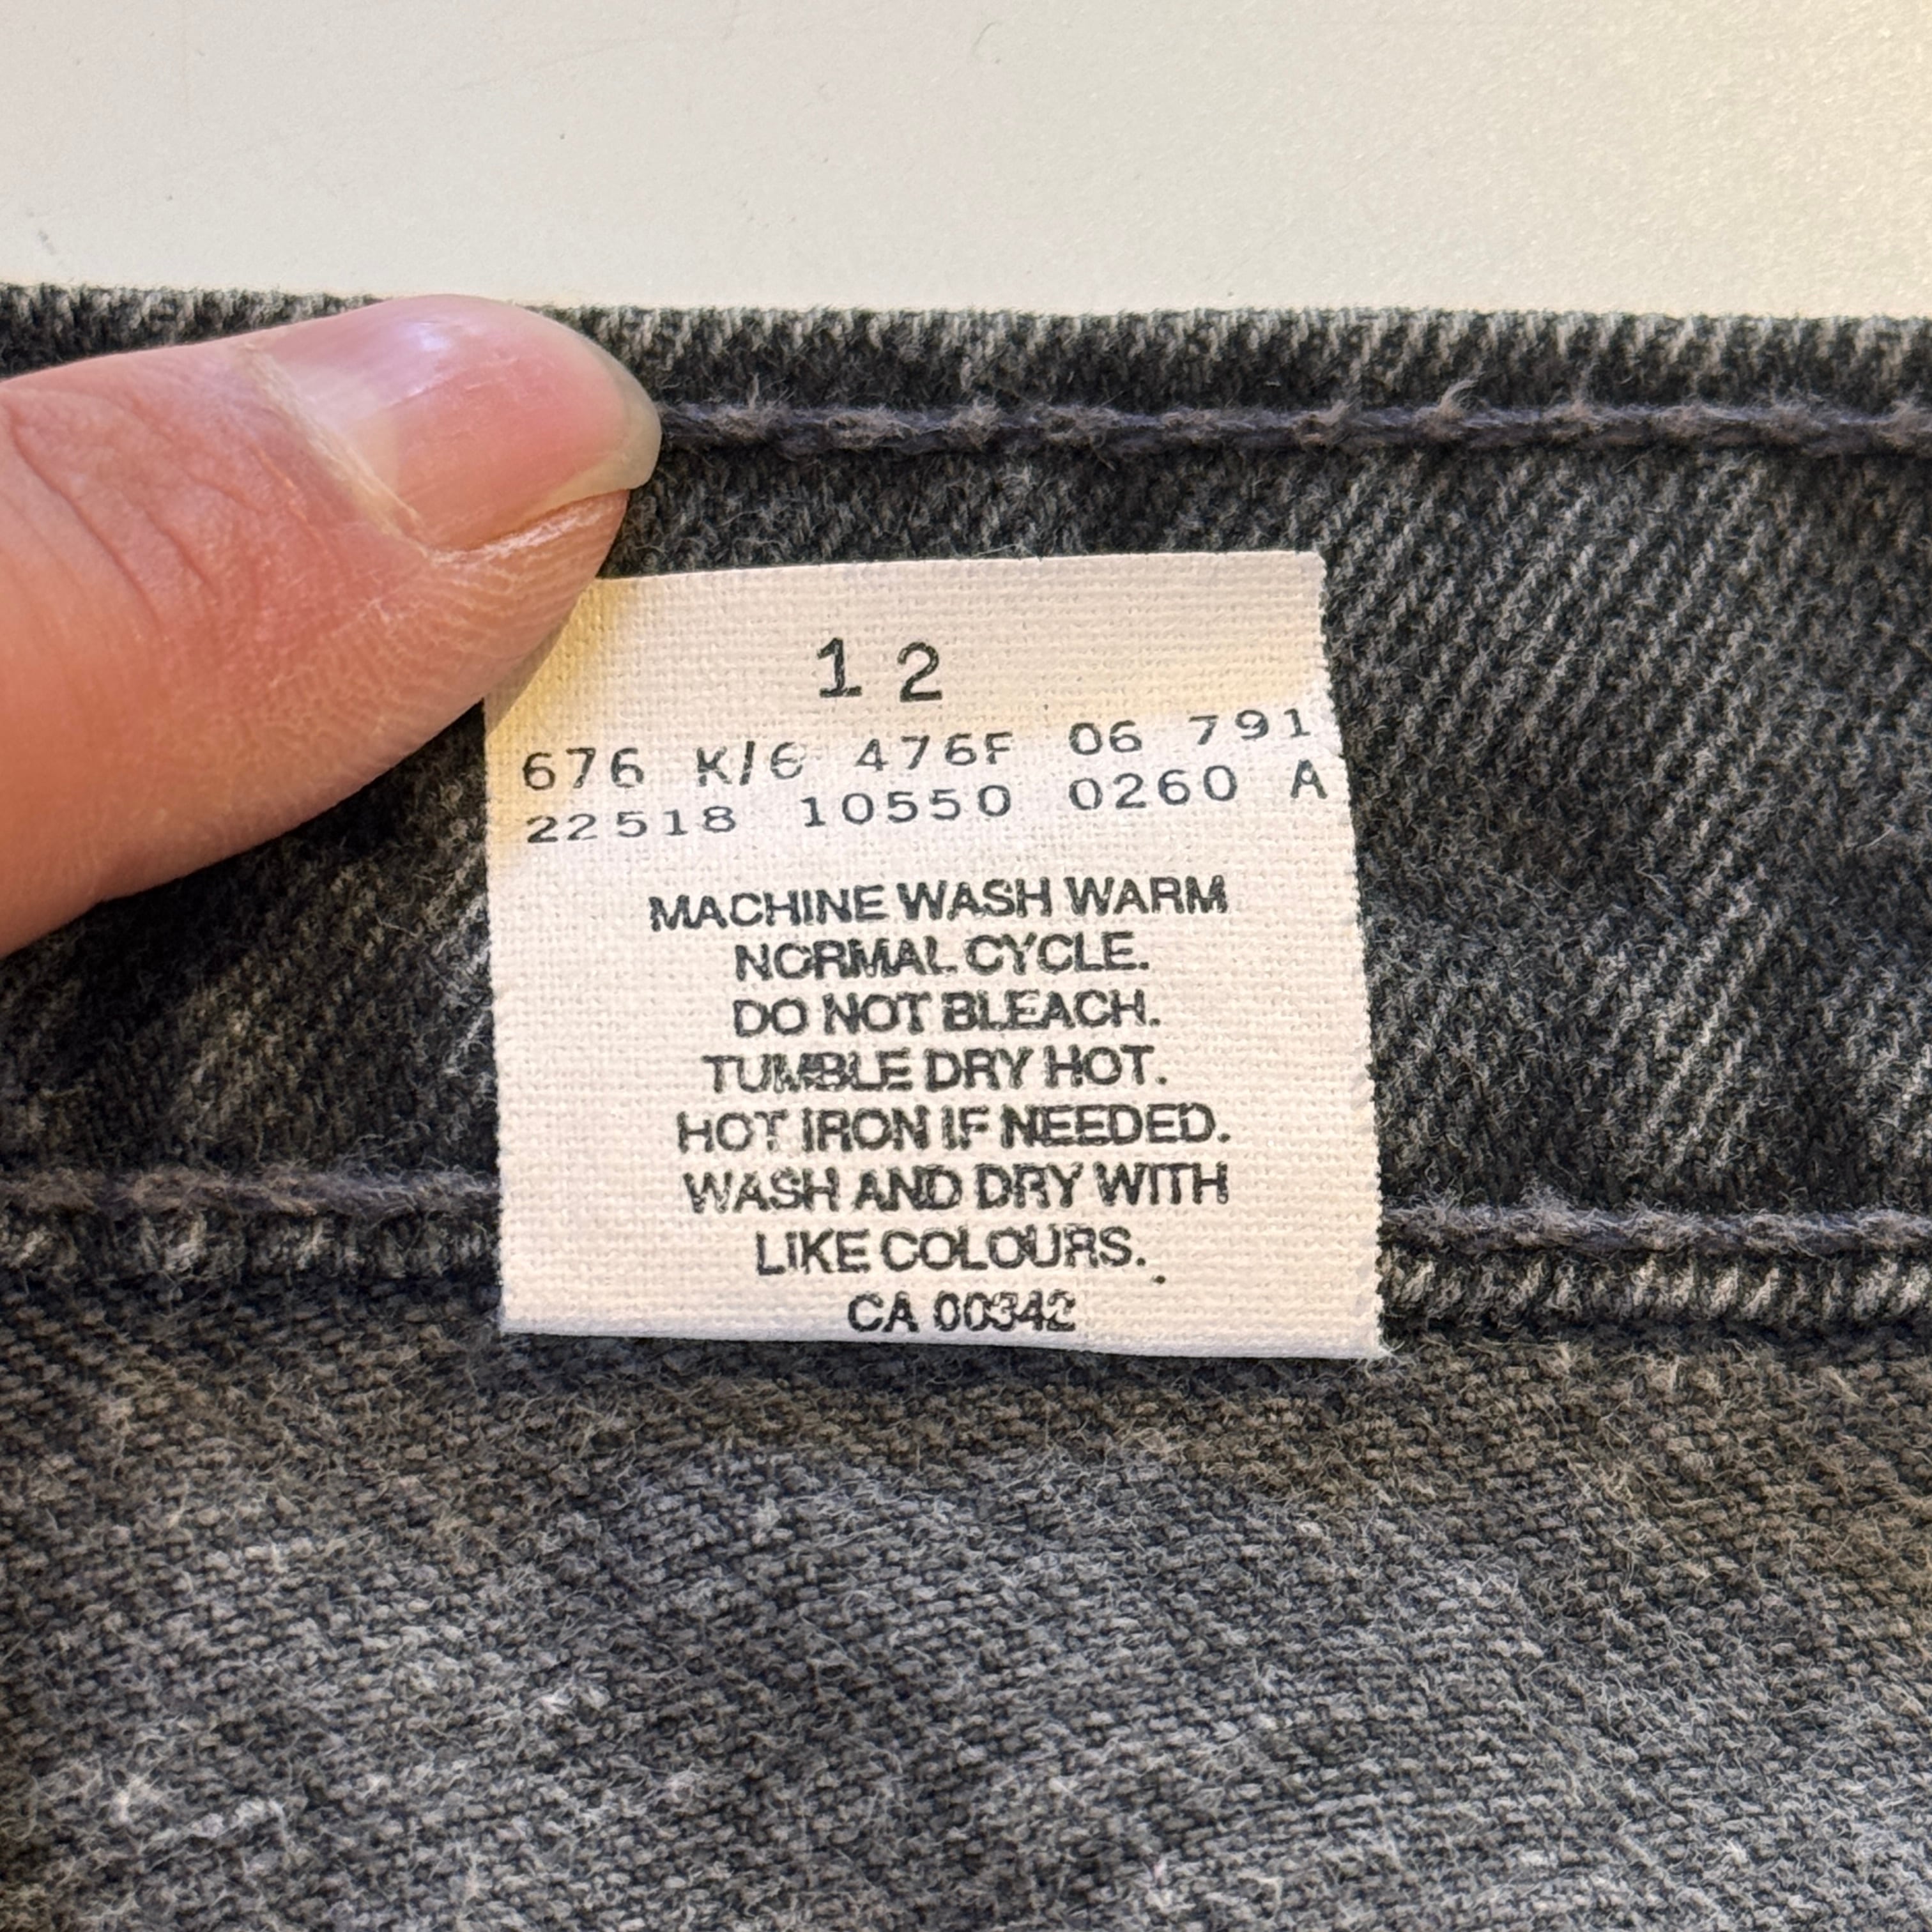 12
676 K/6 476F 06 791
22518 10550 0260 A
MACHINE WASH WARM
NORMAL CYCLE.
DO NOT BLEACH.
TUMBLE DRY HOT.
HOT IRON IF NEEDED.
WASH AND DRY WITH
LIKE COLOURS.
CA 00342